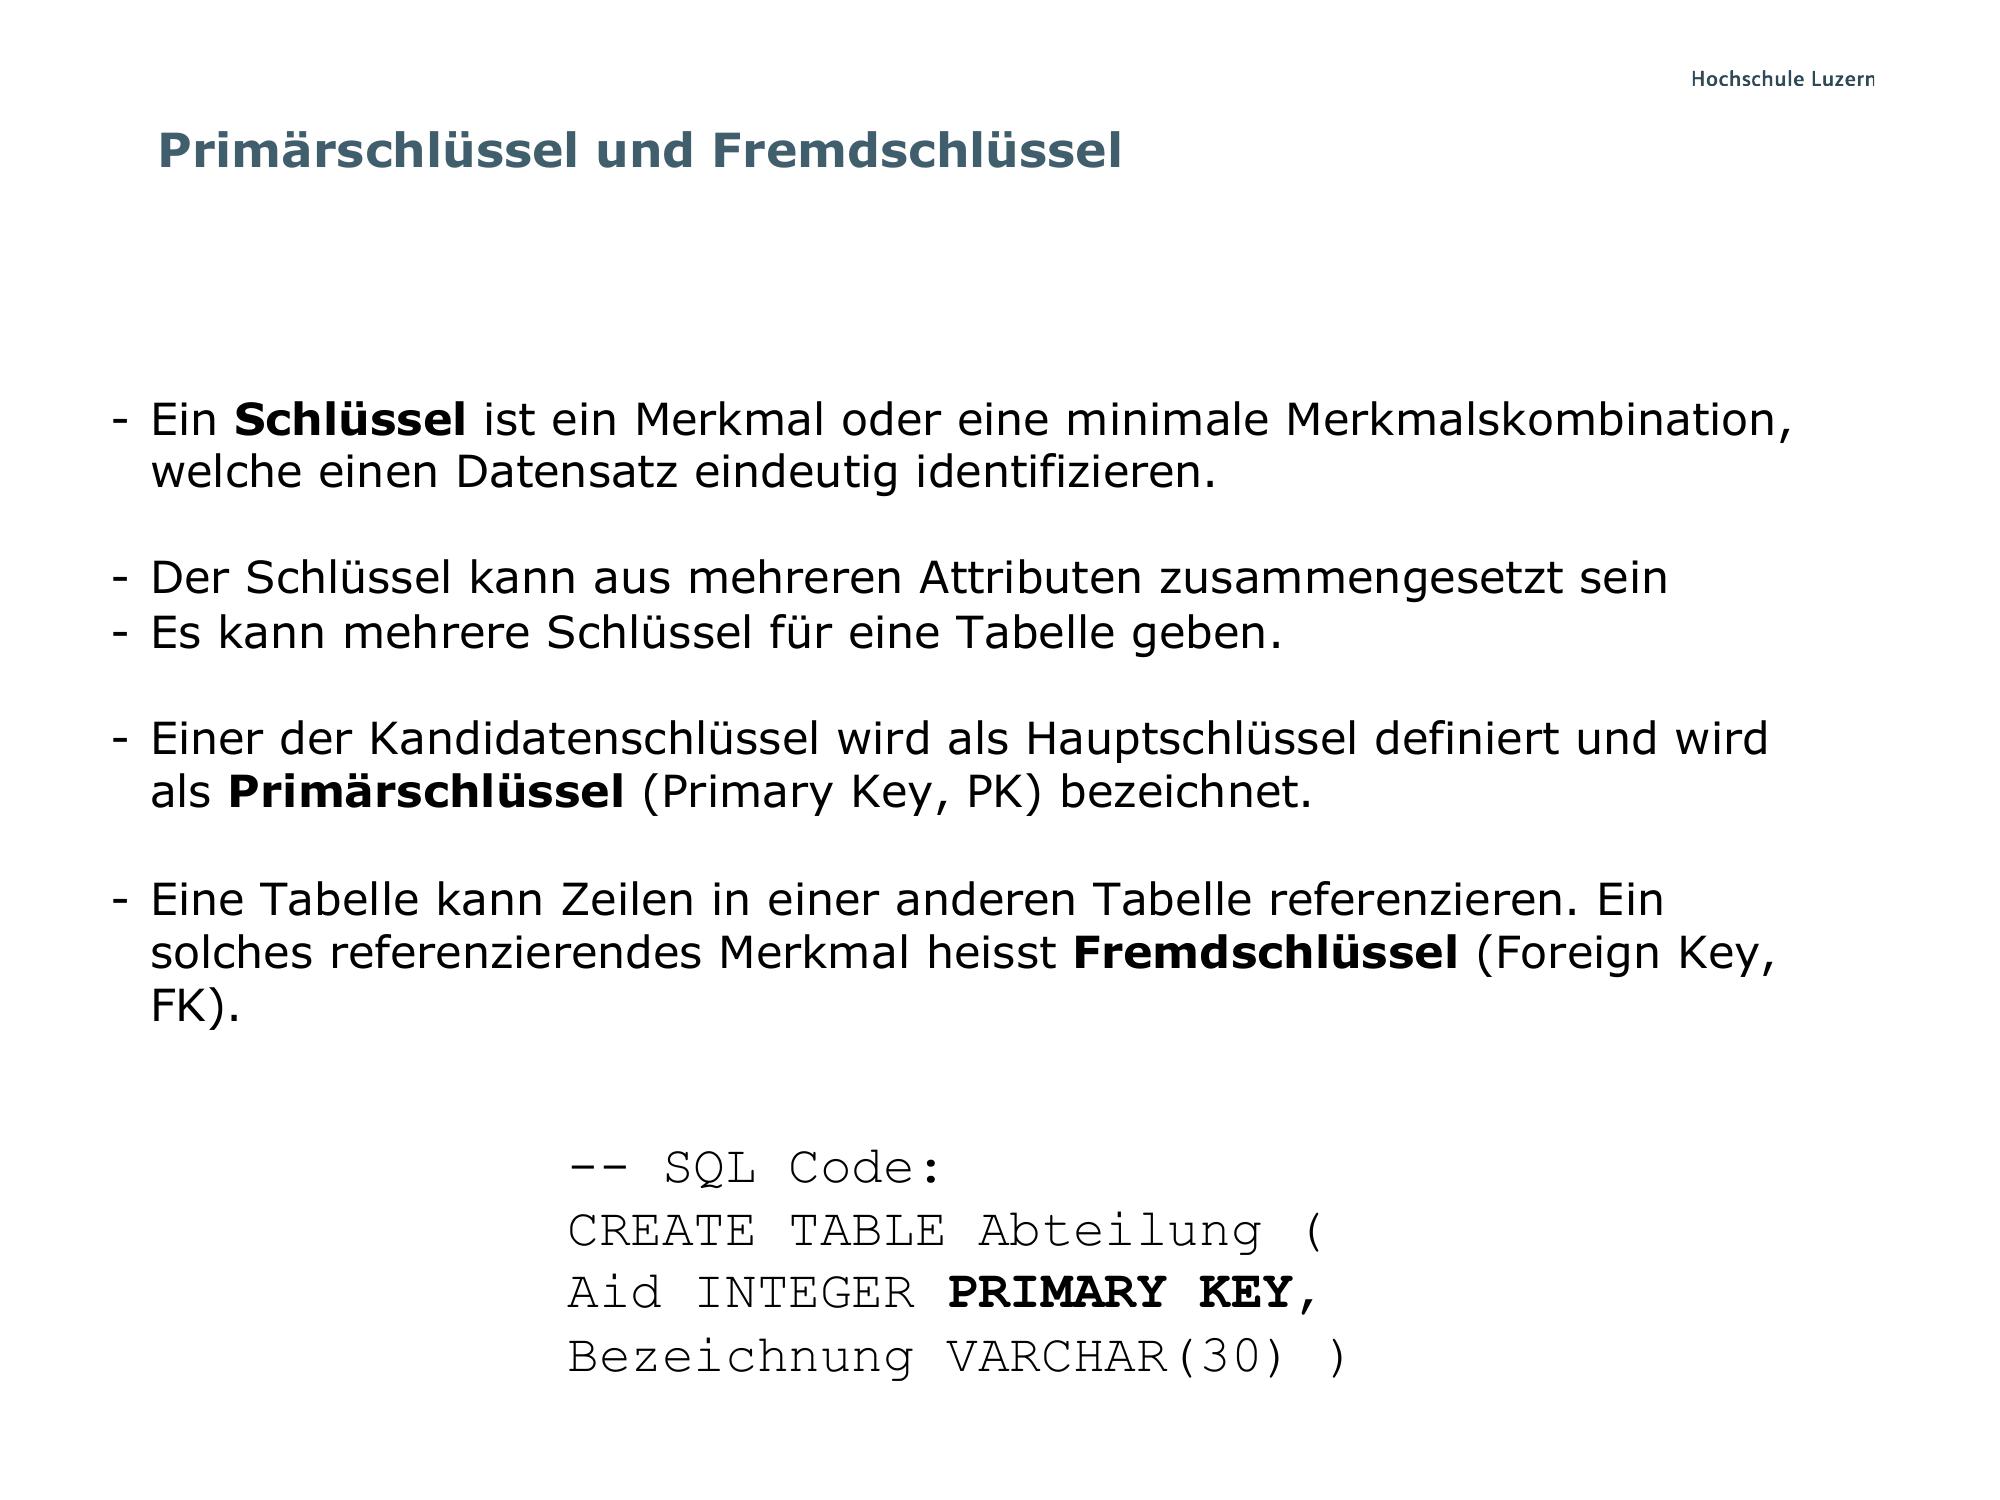 Hochschule Luzern
Primärschlüssel und Fremdschlüssel
- Ein Schlüssel ist ein Merkmal oder eine minimale Merkmalskombination,
welche einen Datensatz eindeutig identifizieren.
- Der Schlüssel kann aus mehreren Attributen zusammengesetzt sein
- Es kann mehrere Schlüssel für eine Tabelle geben.
- Einer der Kandidatenschlüssel wird als Hauptschlüssel definiert und wird
als Primärschlüssel (Primary Key, PK) bezeichnet.
- Eine Tabelle kann Zeilen in einer anderen Tabelle referenzieren. Ein
solches referenzierendes Merkmal heisst Fremdschlüssel (Foreign Key,
FK).
-- SQL Code:
CREATE TABLE Abteilung (
Aid INTEGER PRIMARY KEY,
Bezeichnung VARCHAR(30) )